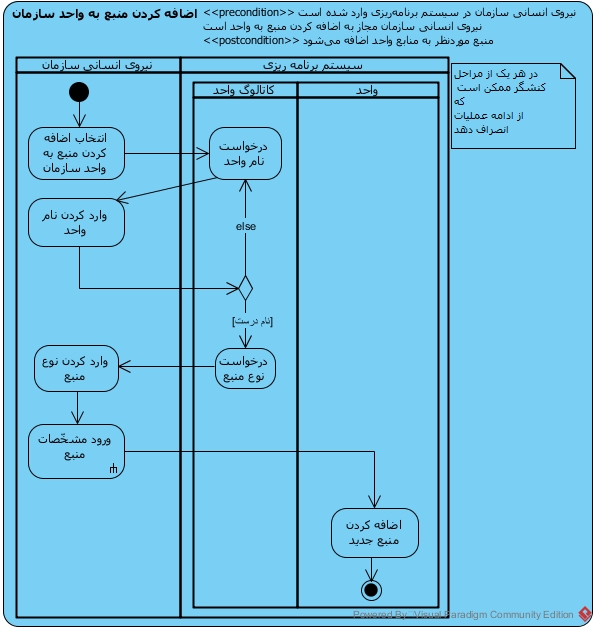 اضافه کردن منبع به واحد سازمان
<<precondition>> نیروی انسانی سازمان در سیستم برنامه‌ریزی وارد شده است
نیروی انسانی سازمان مجاز به اضافه کردن منبع به واحد است
<<postcondition>> منبع موردنظر به منابع واحد اضافه می‌شود
نیروی انسانی سازمان
سیستم برنامه ریزی
کاتالوگ واحد
واحد
در هر یک از مراحل
کنشگر ممکن است
که
از ادامه عملیات
انصراف دهد
انتخاب اضافه
کردن منبع به
واحد سازمان
درخواست
نام واحد
وارد کردن نام
واحد
else
[نام درست]
درخواست
نوع منبع
وارد کردن نوع
منبع
ورود مشخّصات
منبع
اضافه کردن
منبع جدید
Powered By Visual Paradigm Community Edition